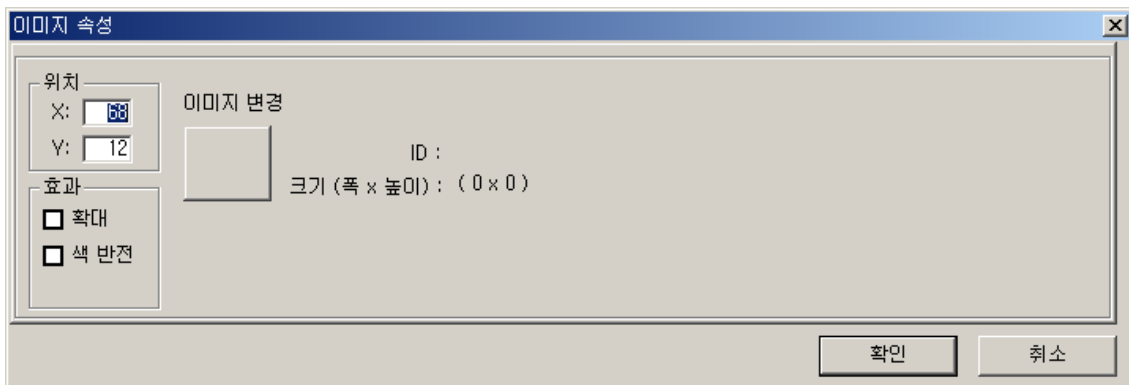 이미지 속성
위치
X: 68
Y: 12
효과
확대
색 반전
이미지 변경
ID :
크기 (폭 x 높이) : ( 0 x 0 )
확인
취소